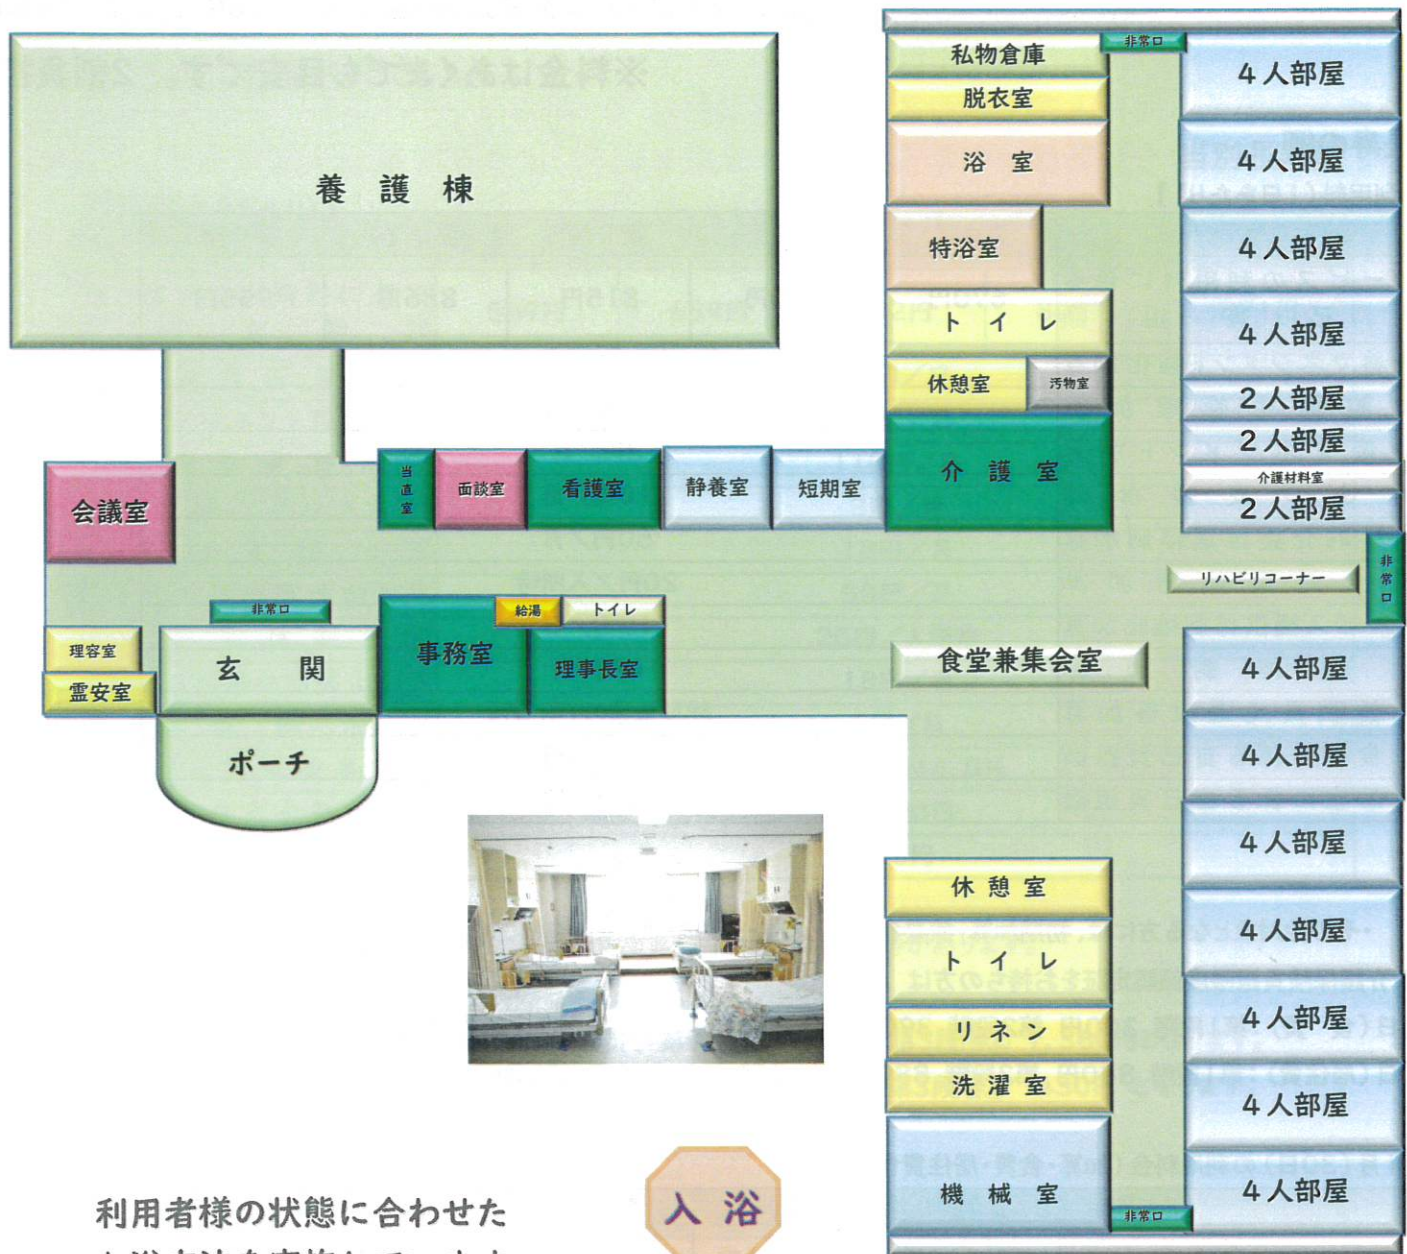 私物倉庫
非常口
4人部屋
脱衣室
浴室
4人部屋
養護棟
特浴室
4人部屋
トイレ
4人部屋
休憩室
汚物室
2人部屋
2人部屋
介護室
介護材料室
2人部屋
会議室
当直室
面談室
看護室
静養室
短期室
リハビリコーナー
非常口
非常口
給湯
トイレ
理容室
玄関
事務室
理事長室
食堂兼集会室
4人部屋
霊安室
ポーチ
4人部屋
4人部屋
休憩室
4人部屋
トイレ
リネン
4人部屋
洗濯室
4人部屋
機械室
4人部屋
非常口
利用者様の状態に合わせた
入浴